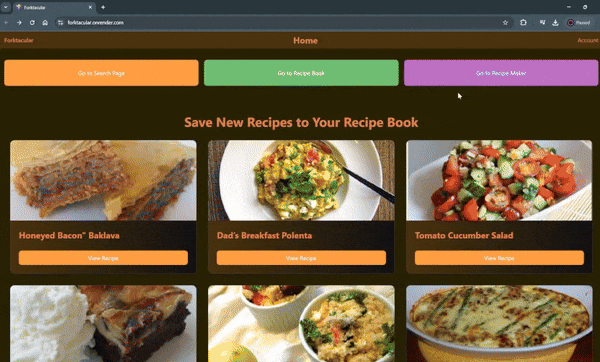 Forktacular
forktacular.onrender.com
Paused
Forktacular
Home
Account
Go to Search Page
Go to Recipe Book
Go to Recipe Maker
Save New Recipes to Your Recipe Book
Honeyed Bacon" Baklava
Dad's Breakfast Polenta
Tomato Cucumber Salad
View Recipe
View Recipe
View Recipe